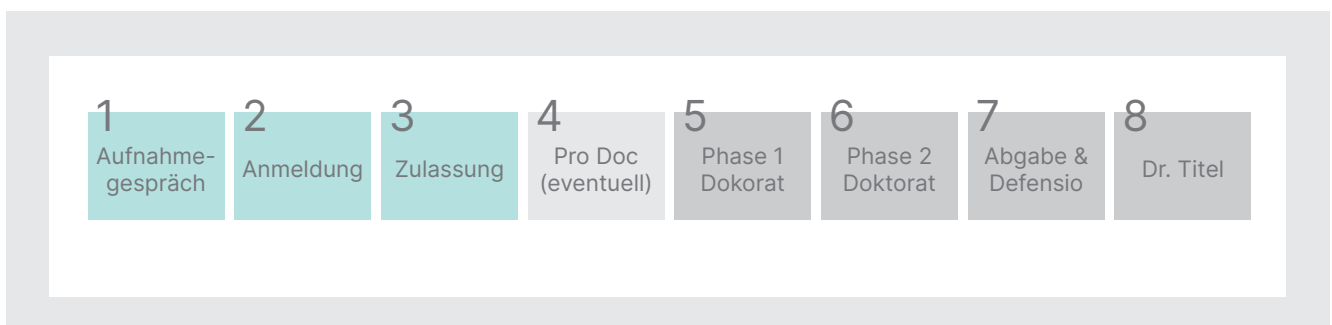 1
Aufnahme-
gespräch
2
Anmeldung
3
Zulassung
4
Pro Doc
(eventuell)
5
Phase 1
Dokorat
6
Phase 2
Doktorat
7
Abgabe &
Defensio
8
Dr. Titel